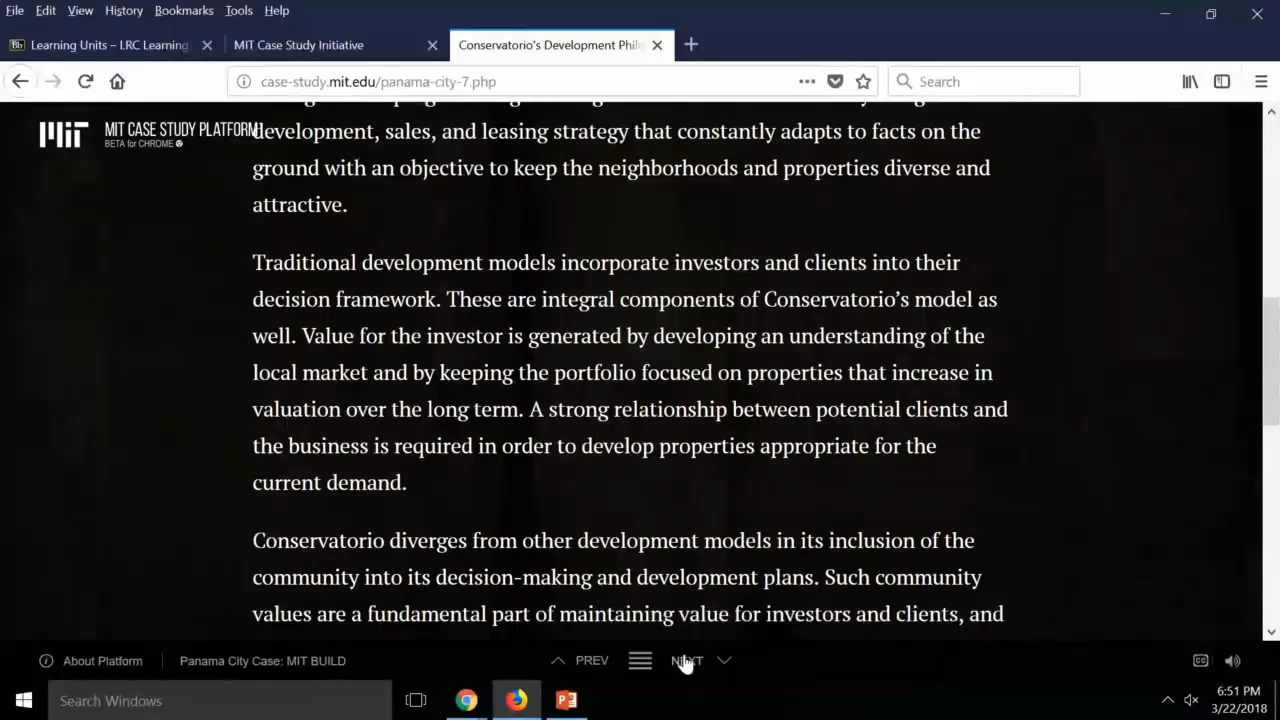 File Edit View History Bookmarks Tools Help
Bb Learning Units – LRC Learning
MIT Case Study Initiative
Conservatorio's Development Phil
case-study.mit.edu/panama-city-7.php
Search
MIT CASE STUDY PLATFORM
BETA for CHROME
development, sales, and leasing strategy that constantly adapts to facts on the
ground with an objective to keep the neighborhoods and properties diverse and
attractive.
Traditional development models incorporate investors and clients into their
decision framework. These are integral components of Conservatorio’s model as
well. Value for the investor is generated by developing an understanding of the
local market and by keeping the portfolio focused on properties that increase in
valuation over the long term. A strong relationship between potential clients and
the business is required in order to develop properties appropriate for the
current demand.
Conservatorio diverges from other development models in its inclusion of the
community into its decision-making and development plans. Such community
values are a fundamental part of maintaining value for investors and clients, and
About Platform
Panama City Case: MIT BUILD
PREV
NEXT
CC
Search Windows
6:51 PM
3/22/2018